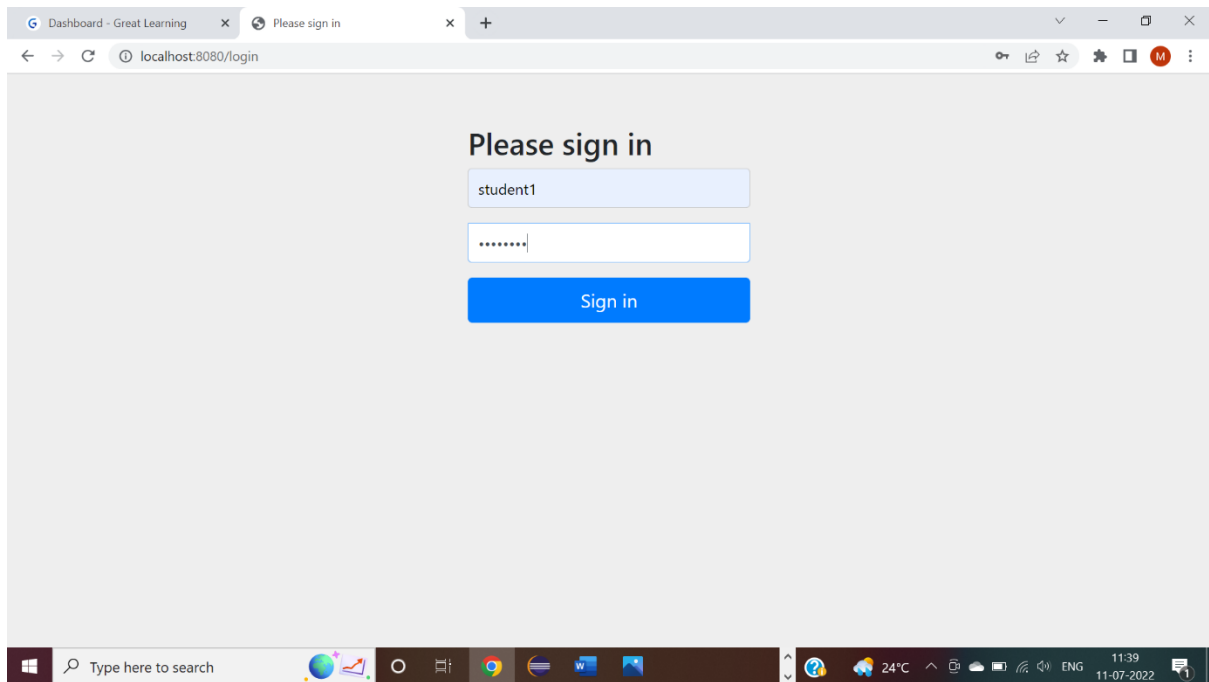 Dashboard - Great Learning
Please sign in
localhost:8080/login
M
Please sign in
student1
••••••••
Sign in
Type here to search
24°C
ENG
11:39
11-07-2022
1